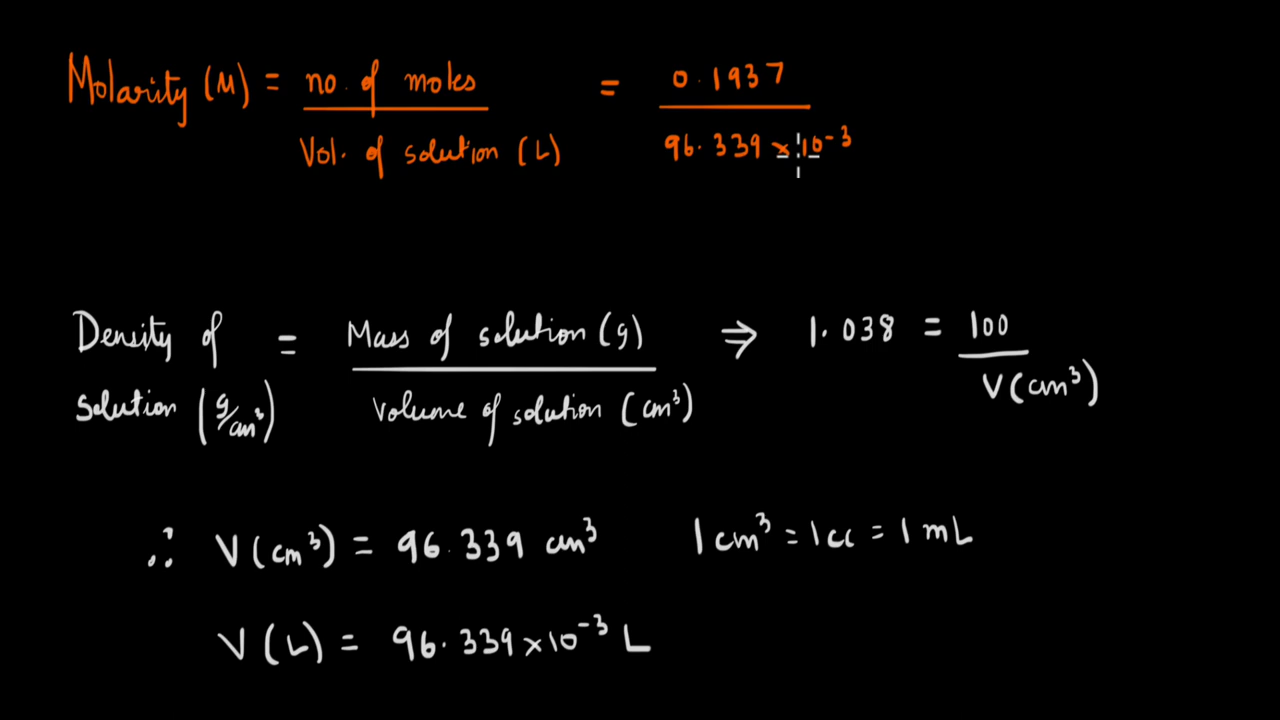 Molarity (M) = no. of moles / Vol. of solution (L) = 0.1937 / 96.339 × 10⁻³
Density of solution (g/cm³) = Mass of solution (g) / Volume of solution (cm³) ⇒ 1.038 = 100 / V(cm³)
∴ V(cm³) = 96.339 cm³ 1 cm³ = 1 cc = 1 mL
V(L) = 96.339 × 10⁻³ L